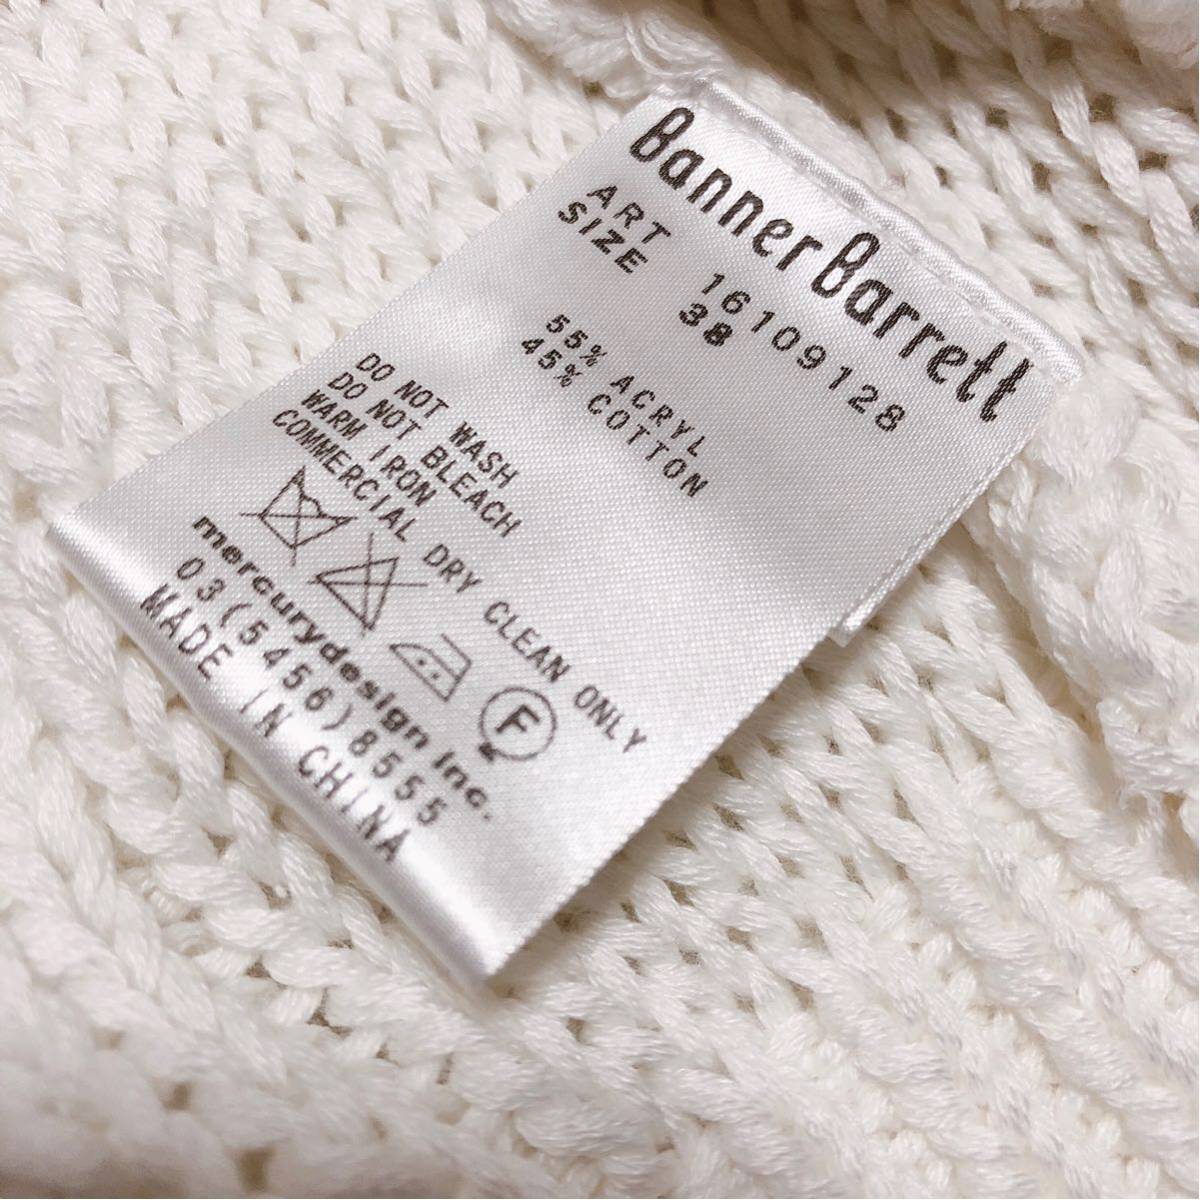 BannerBarrett
ART 16109128
SIZE 38
55% ACRYL
45% COTTON
DO NOT WASH
DO NOT BLEACH
WARM IRON
COMMERCIAL DRY CLEAN ONLY
F
mercurydesign inc.
03(5456)8555
MADE IN CHINA